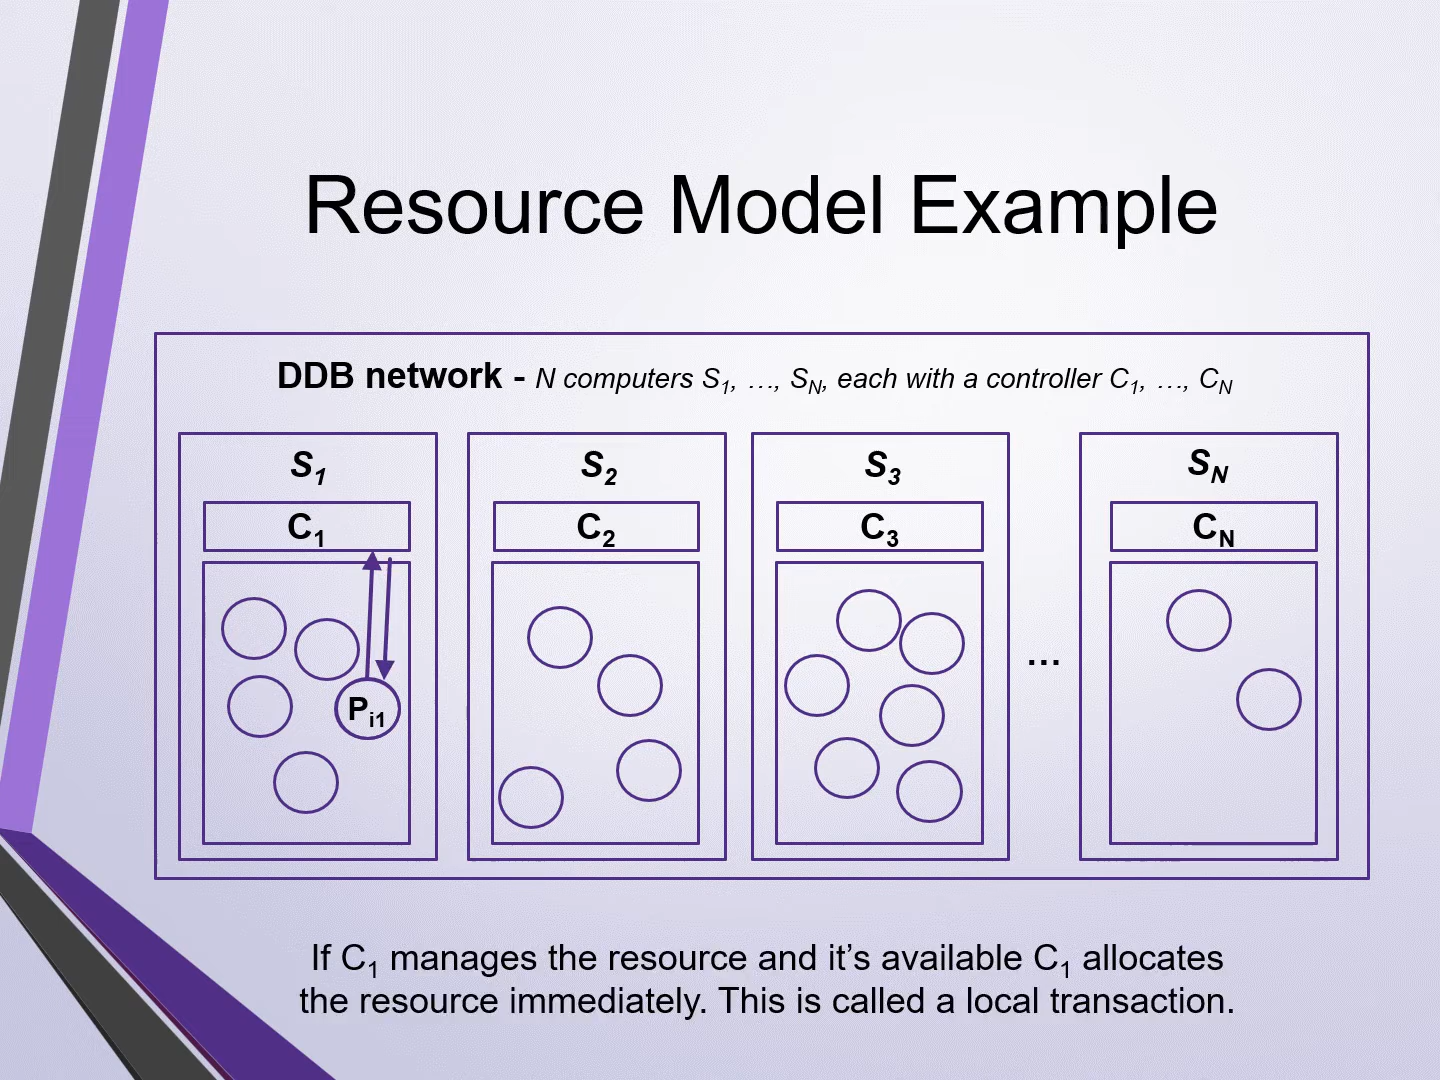 Resource Model Example
DDB network - N computers S1, …, SN, each with a controller C1, …, CN
S1
S2
S3
SN
C1
C2
C3
CN
…
Pi1
If C1 manages the resource and it’s available C1 allocates
the resource immediately. This is called a local transaction.